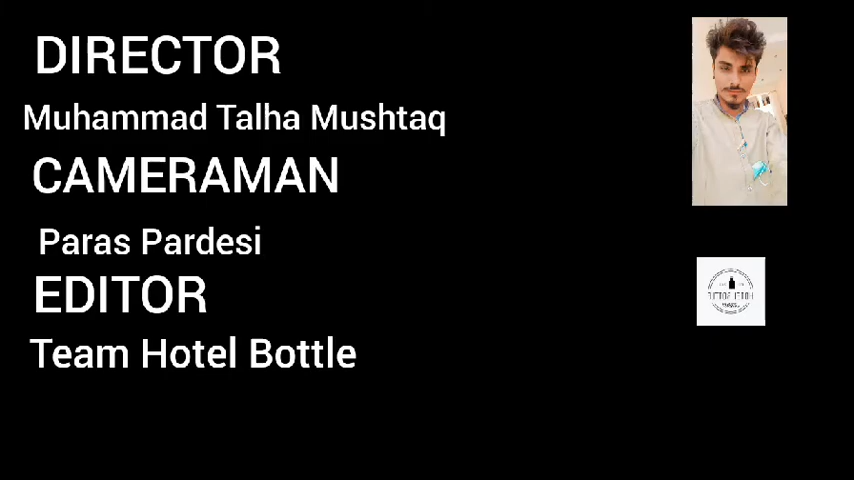 DIRECTOR
Muhammad Talha Mushtaq
CAMERAMAN
Paras Pardesi
EDITOR
Team Hotel Bottle